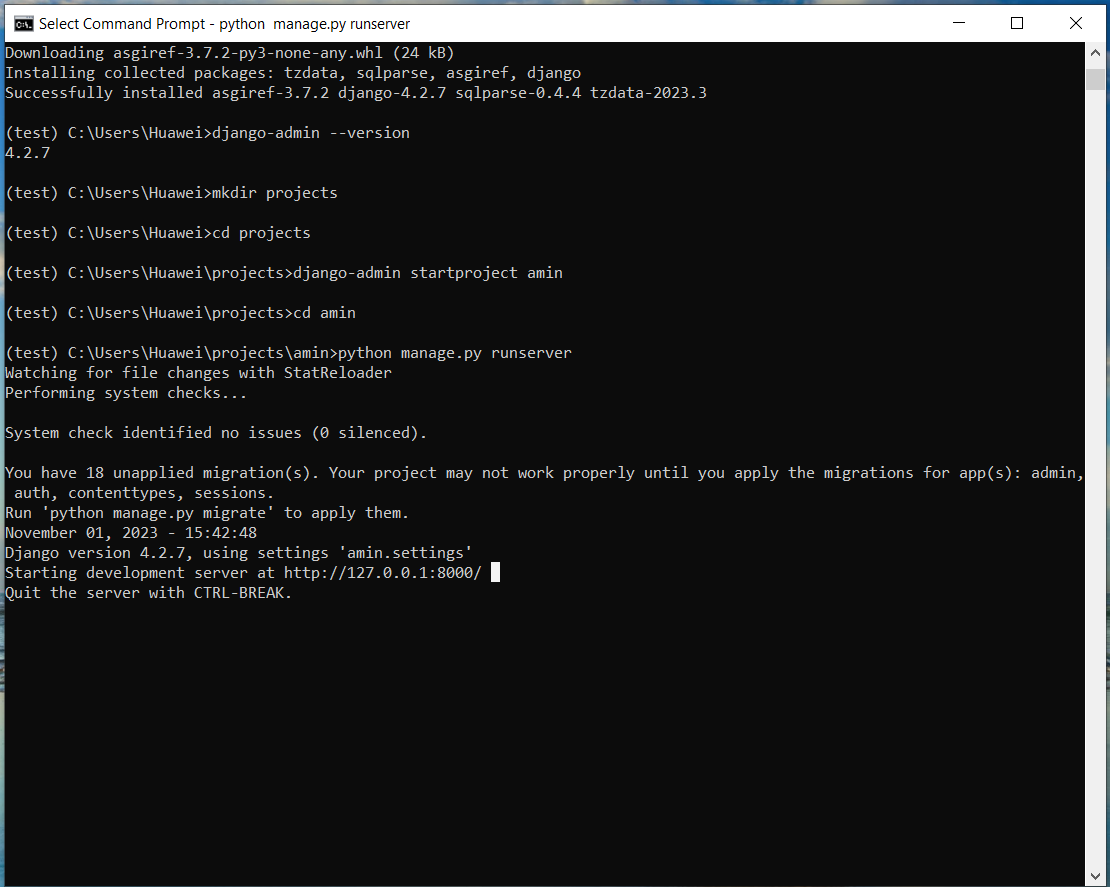 Select Command Prompt - python  manage.py runserver
Downloading asgiref-3.7.2-py3-none-any.whl (24 kB)
Installing collected packages: tzdata, sqlparse, asgiref, django
Successfully installed asgiref-3.7.2 django-4.2.7 sqlparse-0.4.4 tzdata-2023.3
(test) C:\Users\Huawei>django-admin --version
4.2.7
(test) C:\Users\Huawei>mkdir projects
(test) C:\Users\Huawei>cd projects
(test) C:\Users\Huawei\projects>django-admin startproject amin
(test) C:\Users\Huawei\projects>cd amin
(test) C:\Users\Huawei\projects\amin>python manage.py runserver
Watching for file changes with StatReloader
Performing system checks...
System check identified no issues (0 silenced).
You have 18 unapplied migration(s). Your project may not work properly until you apply the migrations for app(s): admin,
 auth, contenttypes, sessions.
Run 'python manage.py migrate' to apply them.
November 01, 2023 - 15:42:48
Django version 4.2.7, using settings 'amin.settings'
Starting development server at http://127.0.0.1:8000/
Quit the server with CTRL-BREAK.